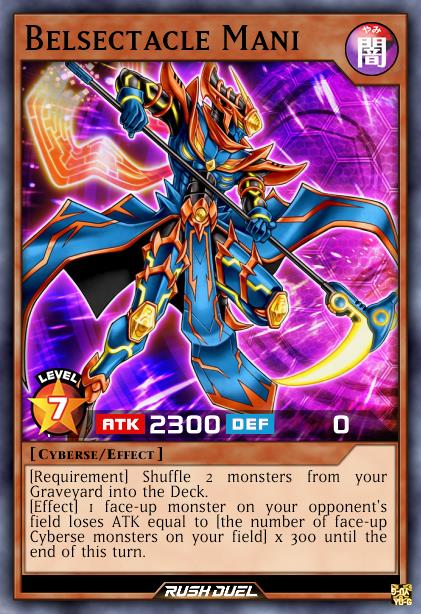 Belsectacle Mani
やみ
闇
LEVEL
7
ATK 2300 DEF 0
[Cyberse/Effect]
[Requirement] Shuffle 2 monsters from your
Graveyard into the Deck.
[Effect] 1 face-up monster on your opponent's
field loses ATK equal to [the number of face-up
Cyberse monsters on your field] x 300 until the
end of this turn.
RUSH DUEL